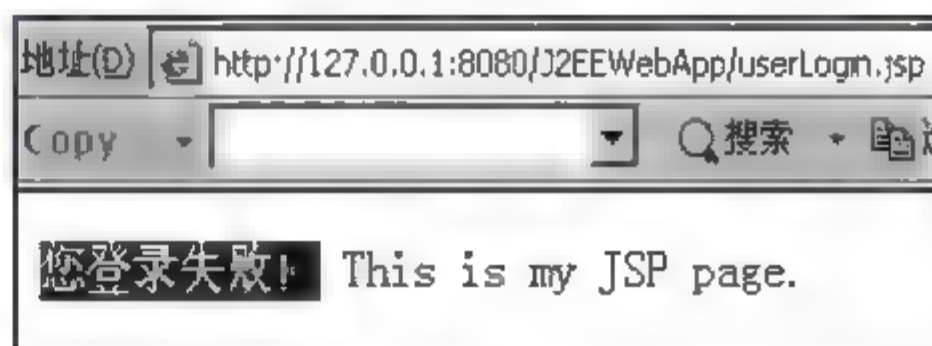 地址(D) http://127.0.0.1:8080/J2EEWebApp/userLogin.jsp
Copy 搜索
您登录失败! This is my JSP page.